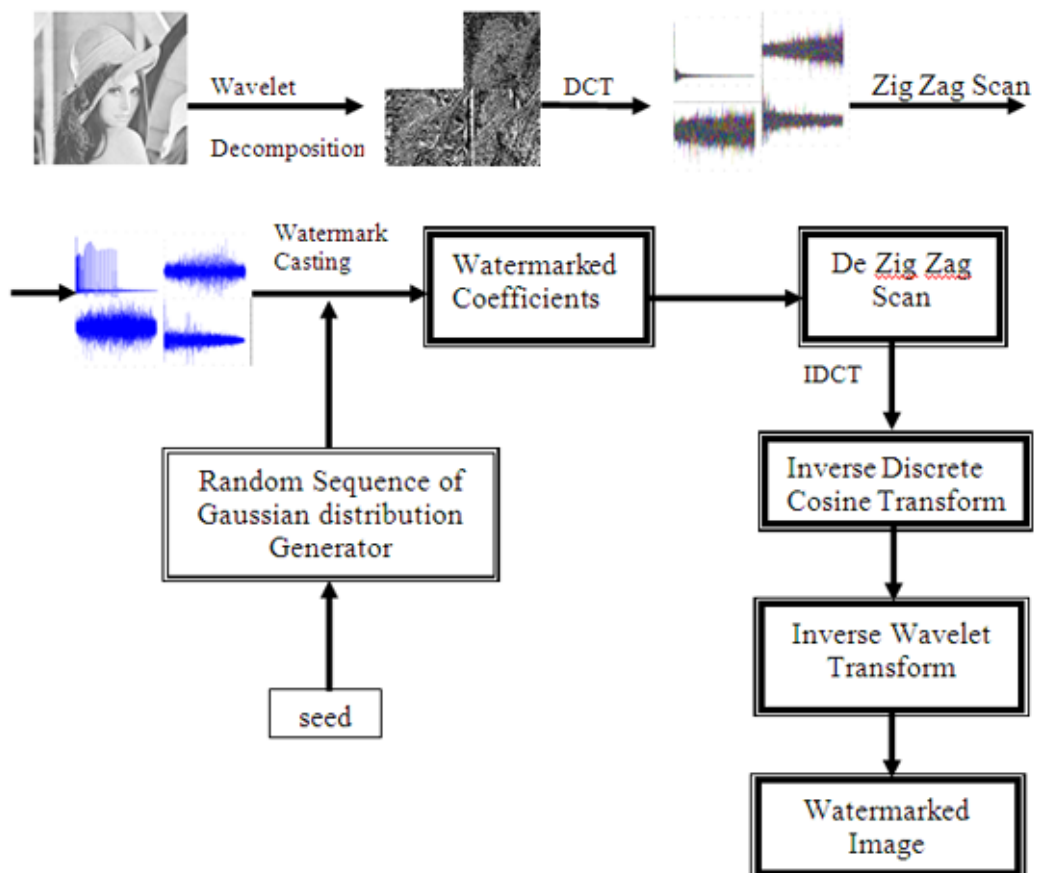 Wavelet
Decomposition
DCT
Zig Zag Scan
Watermark
Casting
Watermarked
Coefficients
De Zig Zag
Scan
IDCT
Random Sequence of
Gaussian distribution
Generator
seed
Inverse Discrete
Cosine Transform
Inverse Wavelet
Transform
Watermarked
Image